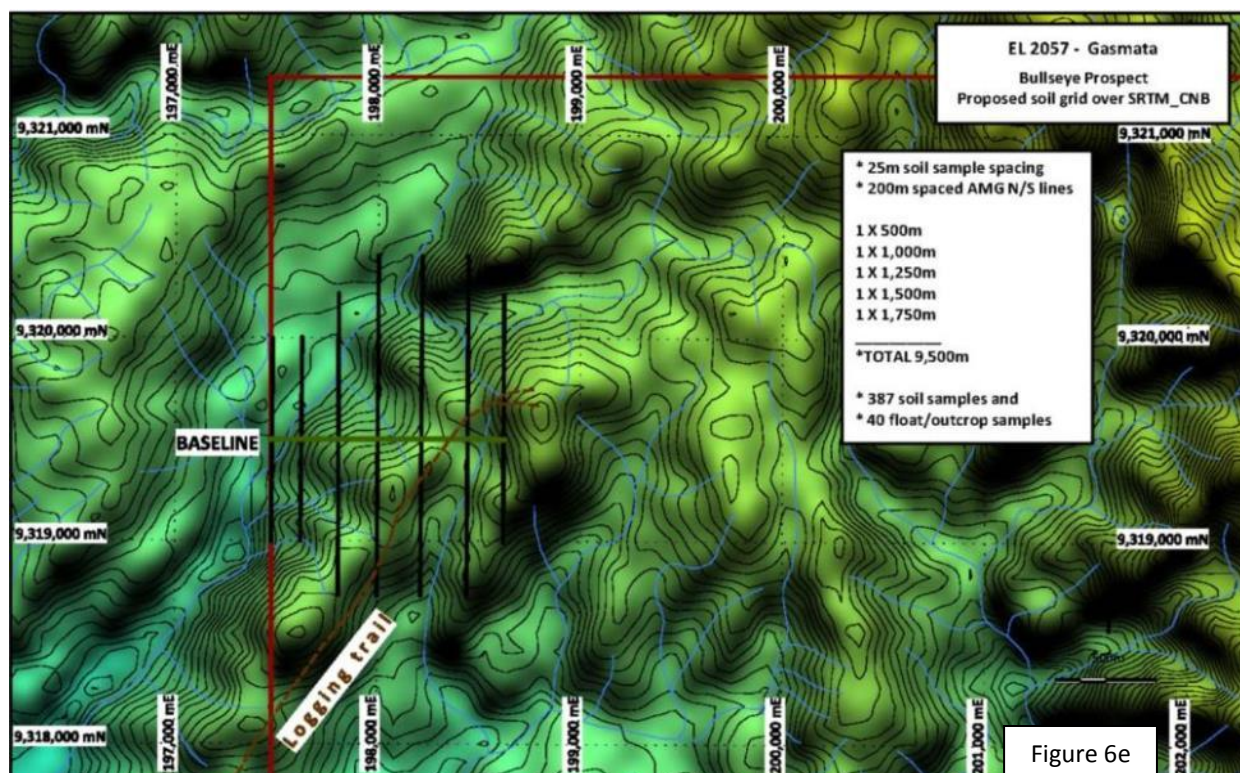 EL 2057 - Gasmata
Bullseye Prospect
Proposed soil grid over SRTM_CNB
197,000 mE
198,000 mE
199,000 mE
200,000 mE
9,321,000 mN
9,321,000 mN
* 25m soil sample spacing
* 200m spaced AMG N/S lines
1 X 500m
1 X 1,000m
1 X 1,250m
1 X 1,500m
1 X 1,750m
*TOTAL 9,500m
* 387 soil samples and
* 40 float/outcrop samples
9,320,000 mN
9,320,000 mN
BASELINE
9,319,000 mN
9,319,000 mN
Logging trail
500m
9,318,000 mN
197,000 mE
198,000 mE
199,000 mE
200,000 mE
201,000 mE
202,000 mE
Figure 6e